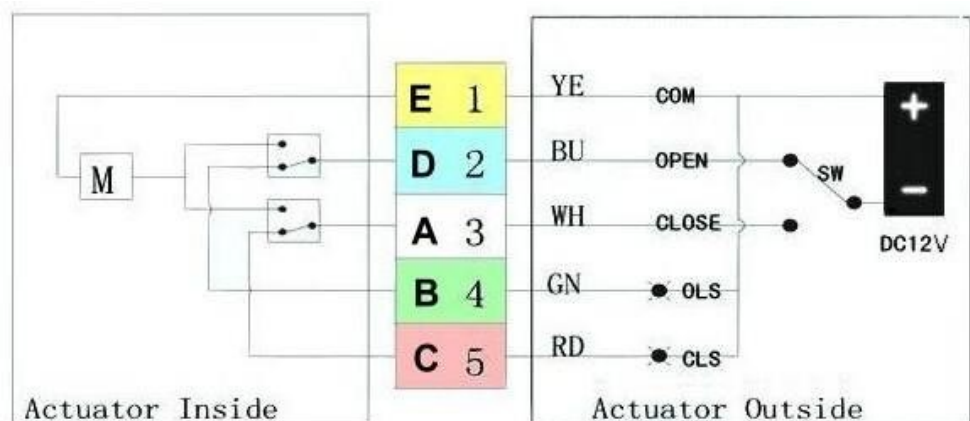 E 1 YE COM +
M D 2 BU OPEN SW
−
A 3 WH CLOSE DC12V
B 4 GN OLS
C 5 RD CLS
Actuator Inside Actuator Outside